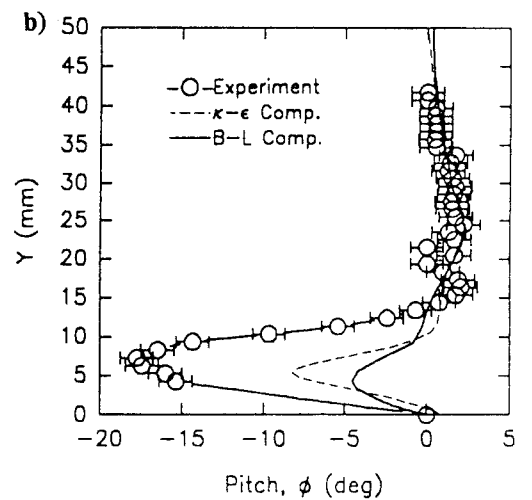 b)
50
45
40
35
30
25
20
15
10
5
0
Y (mm)
Experiment
κ-ϵ Comp.
B-L Comp.
-20 -15 -10 -5 0 5
Pitch, ϕ (deg)